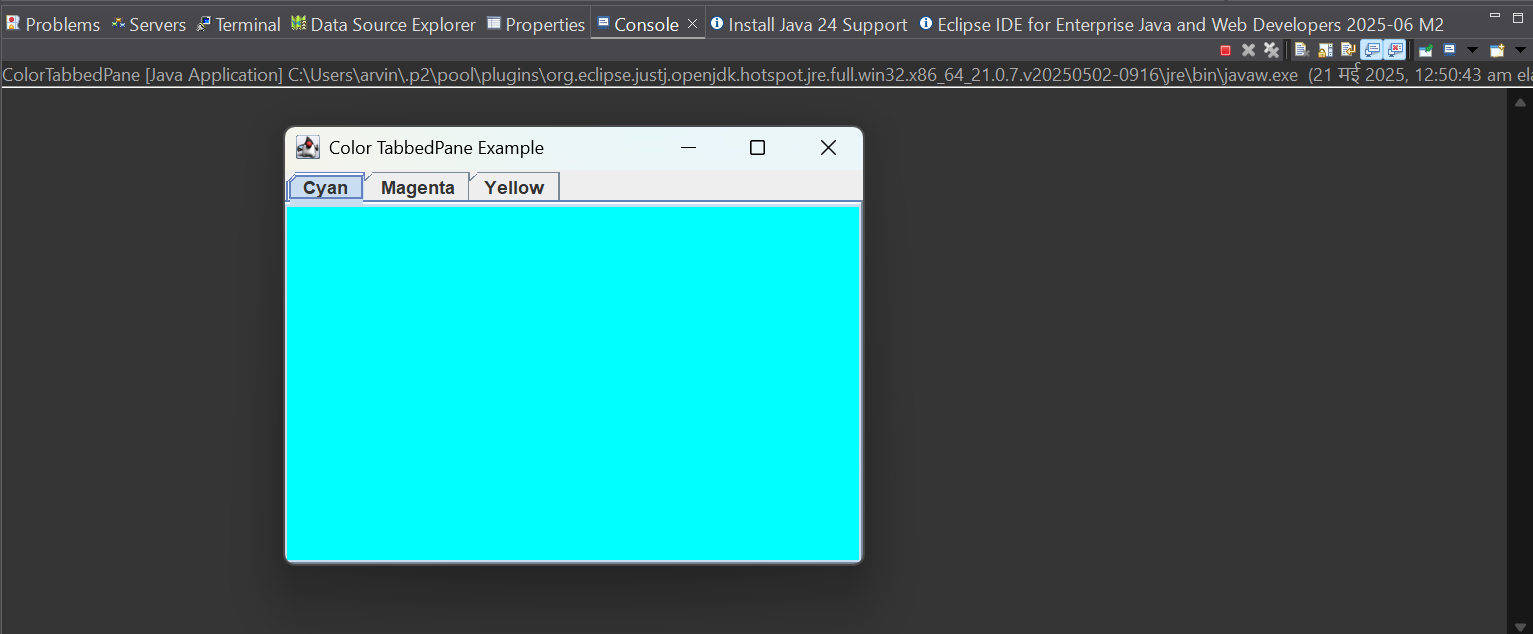 Problems Servers Terminal Data Source Explorer Properties Console Install Java 24 Support Eclipse IDE for Enterprise Java and Web Developers 2025-06 M2
ColorTabbedPane [Java Application] C:\Users\arvin\.p2\pool\plugins\org.eclipse.justj.openjdk.hotspot.jre.full.win32.x86_64_21.0.7.v20250502-0916\jre\bin\javaw.exe (21 मई 2025, 12:50:43 am ela
Color TabbedPane Example
Cyan Magenta Yellow